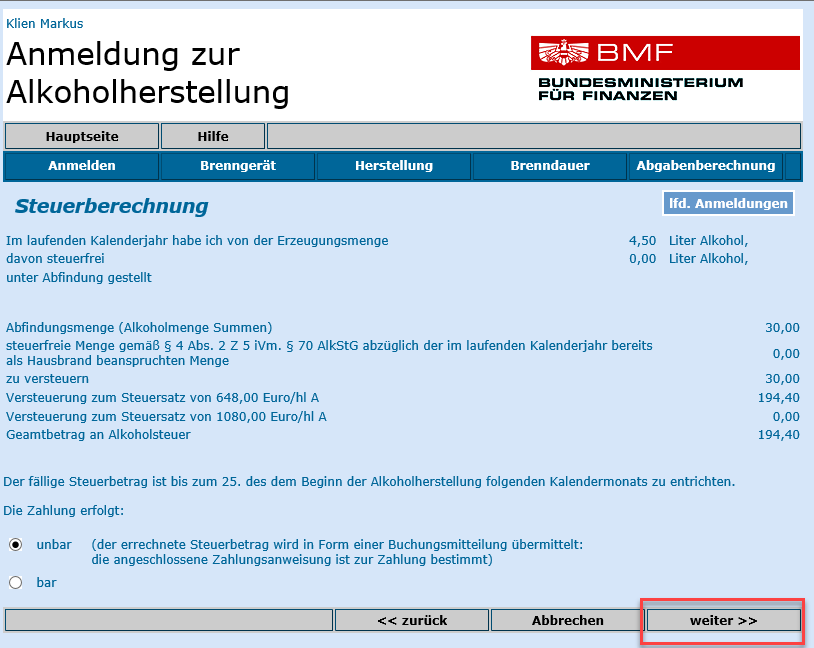 Klien Markus
Anmeldung zur
Alkoholherstellung
BMF
BUNDESMINISTERIUM
FÜR FINANZEN
Hauptseite Hilfe
Anmelden Brenngerät Herstellung Brenndauer Abgabenberechnung
Steuerberechnung lfd. Anmeldungen
Im laufenden Kalenderjahr habe ich von der Erzeugungsmenge 4,50 Liter Alkohol,
davon steuerfrei 0,00 Liter Alkohol,
unter Abfindung gestellt
Abfindungsmenge (Alkoholmenge Summen) 30,00
steuerfreie Menge gemäß § 4 Abs. 2 Z 5 iVm. § 70 AlkStG abzüglich der im laufenden Kalenderjahr bereits
als Hausbrand beanspruchten Menge 0,00
zu versteuern 30,00
Versteuerung zum Steuersatz von 648,00 Euro/hl A 194,40
Versteuerung zum Steuersatz von 1080,00 Euro/hl A 0,00
Geamtbetrag an Alkoholsteuer 194,40
Der fällige Steuerbetrag ist bis zum 25. des dem Beginn der Alkoholherstellung folgenden Kalendermonats zu entrichten.
Die Zahlung erfolgt:
unbar (der errechnete Steuerbetrag wird in Form einer Buchungsmitteilung übermittelt:
die angeschlossene Zahlungsanweisung ist zur Zahlung bestimmt)
bar
<< zurück Abbrechen weiter >>